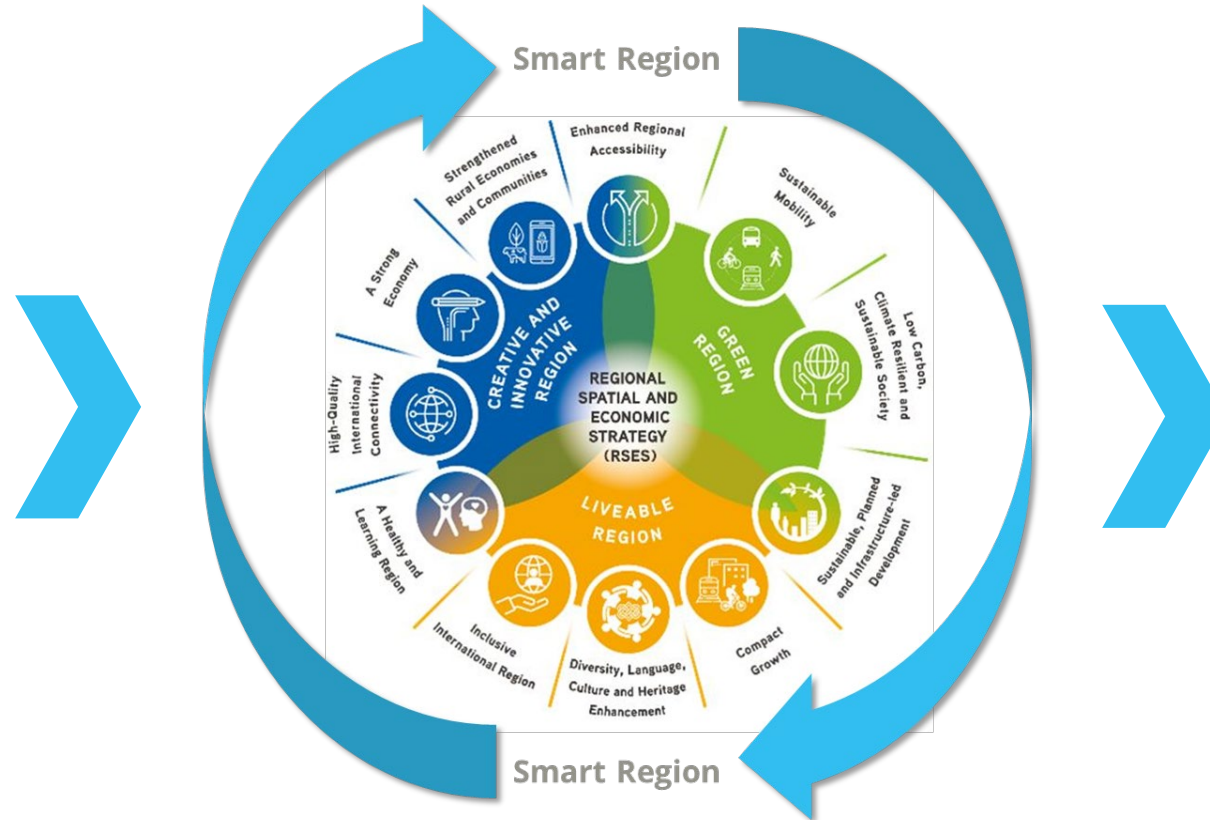 Smart Region
Enhanced Regional
Accessibility
Sustainable
Mobility
Low Carbon,
Climate Resilient and
Sustainable Society
Sustainable, Planned
and Infrastructure-led
Development
Compact
Growth
Diversity, Language,
Culture and Heritage
Enhancement
Inclusive
International Region
A Healthy and
Learning Region
High-Quality
International
Connectivity
A Strong
Economy
Strengthened
Rural Economies
and Communities
CREATIVE AND
INNOVATIVE
REGION
GREEN
REGION
LIVEABLE
REGION
REGIONAL
SPATIAL AND
ECONOMIC
STRATEGY
(RSES)
Smart Region